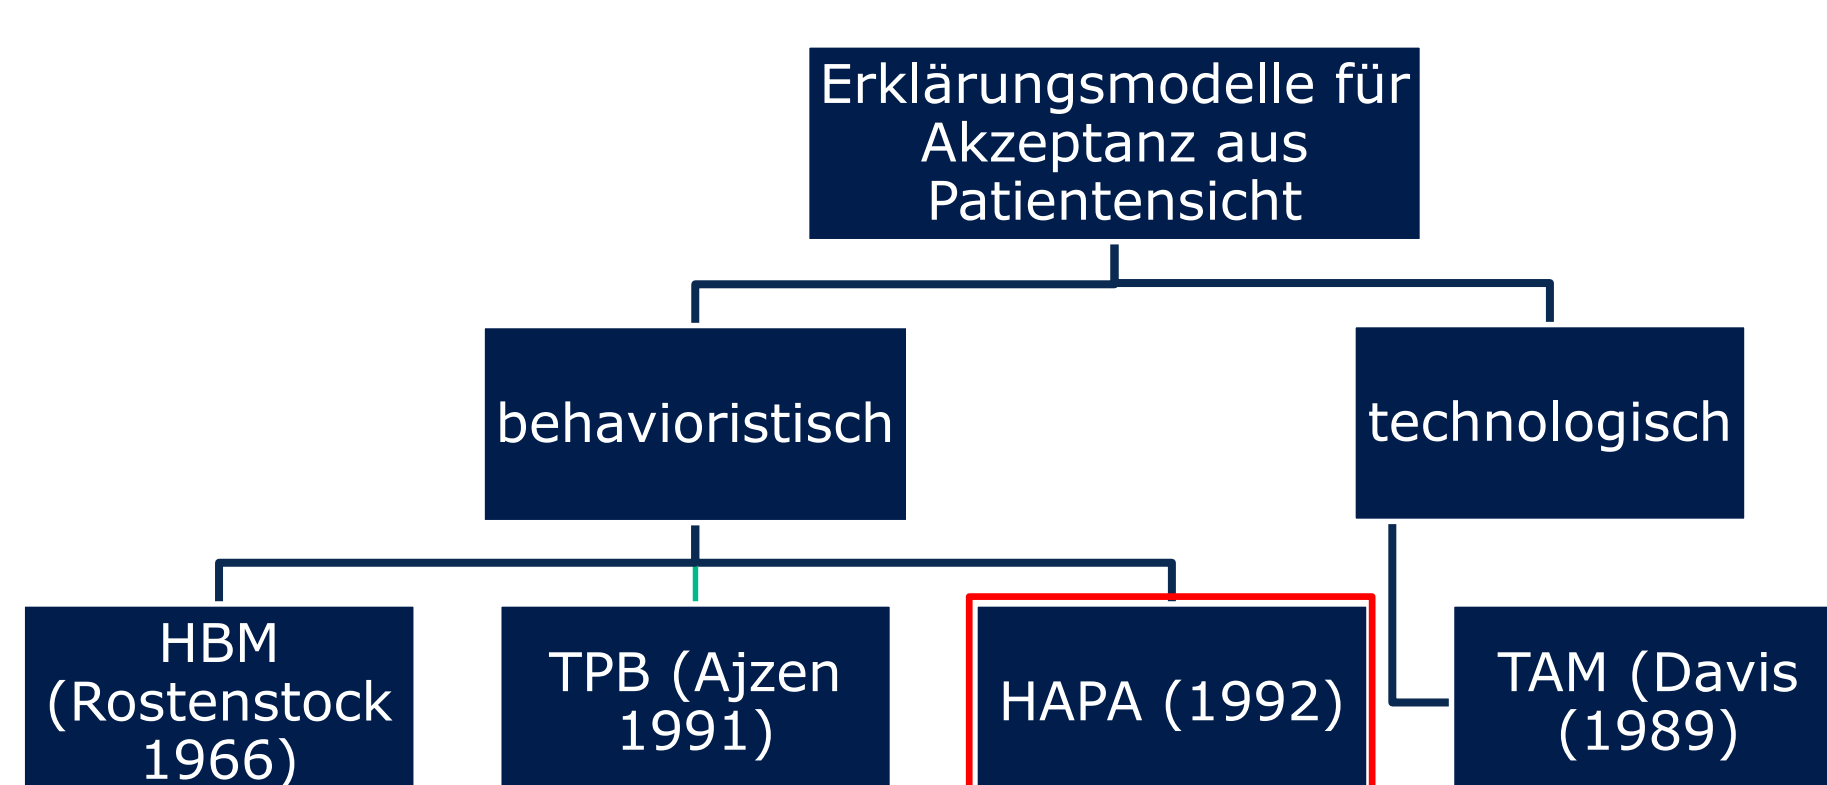 Erklärungsmodelle für
Akzeptanz aus
Patientensicht
behavioristisch
technologisch
HBM
(Rostenstock
1966)
TPB (Ajzen
1991)
HAPA (1992)
TAM (Davis
(1989)